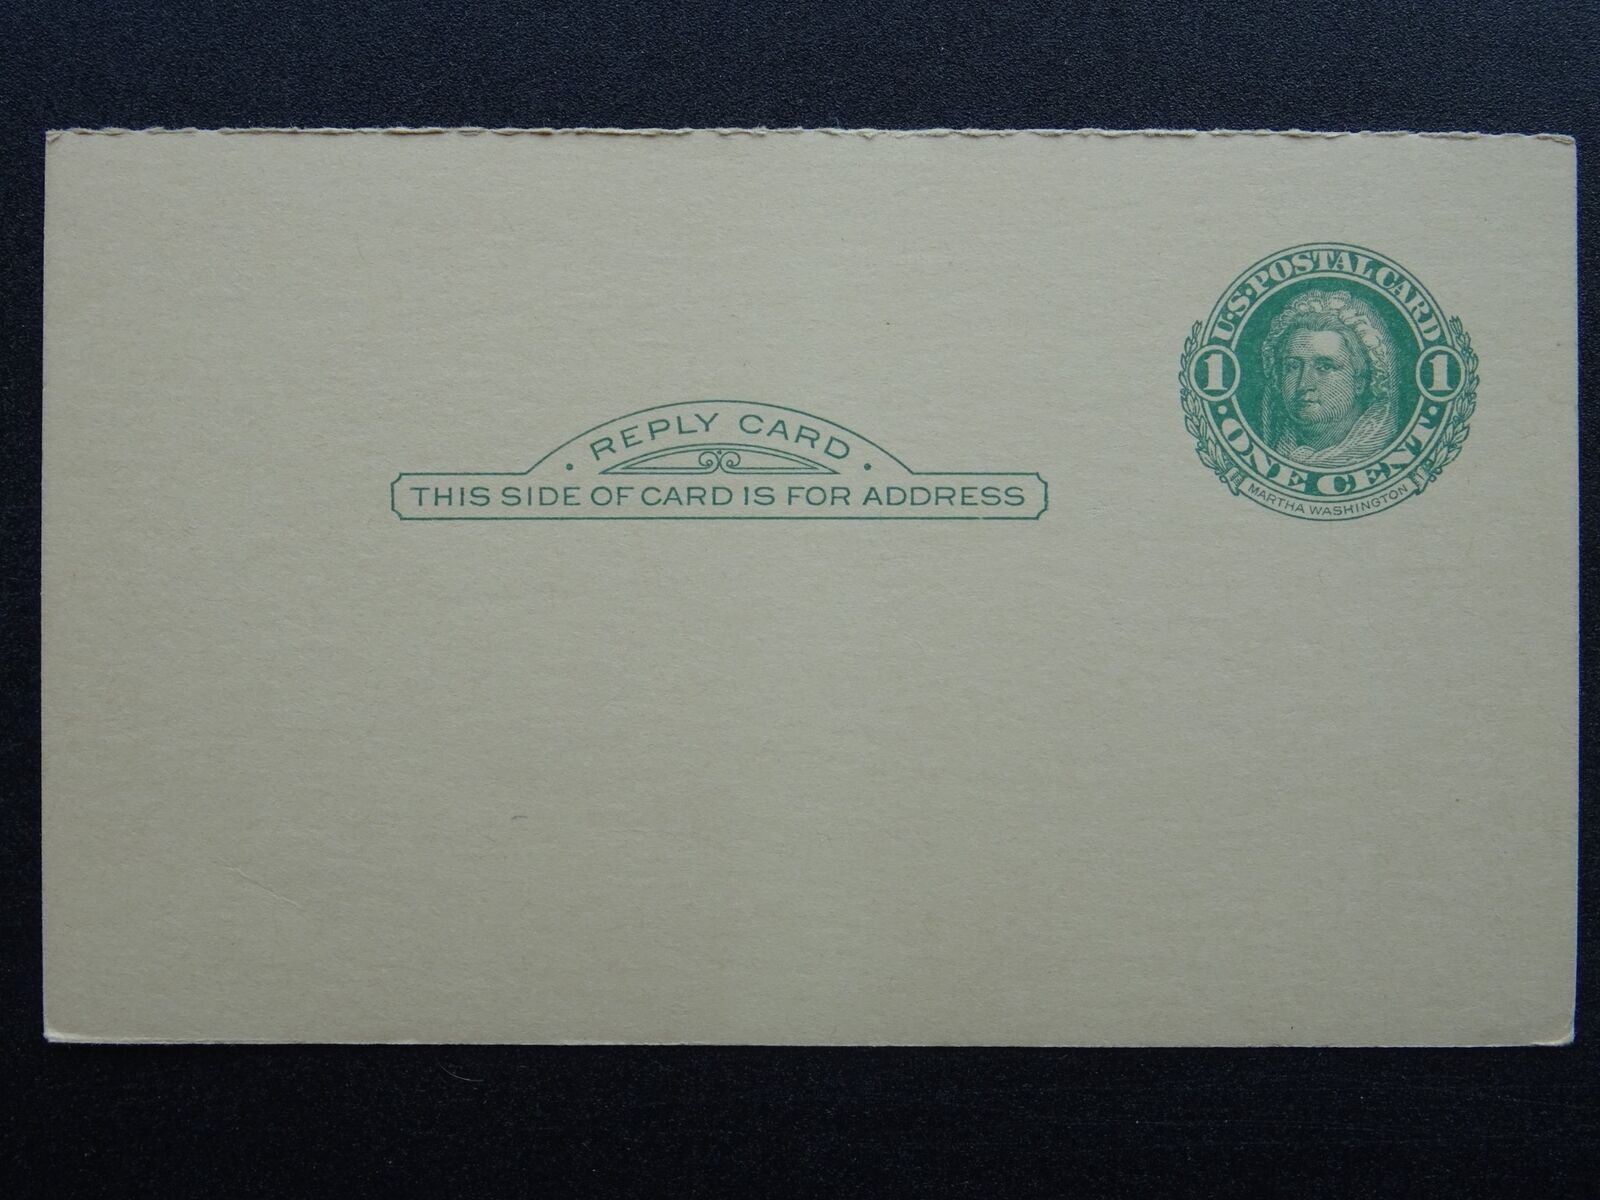 U.S. POSTAL CARD
1 1
· ONE CENT ·
MARTHA WASHINGTON
· REPLY CARD ·
THIS SIDE OF CARD IS FOR ADDRESS